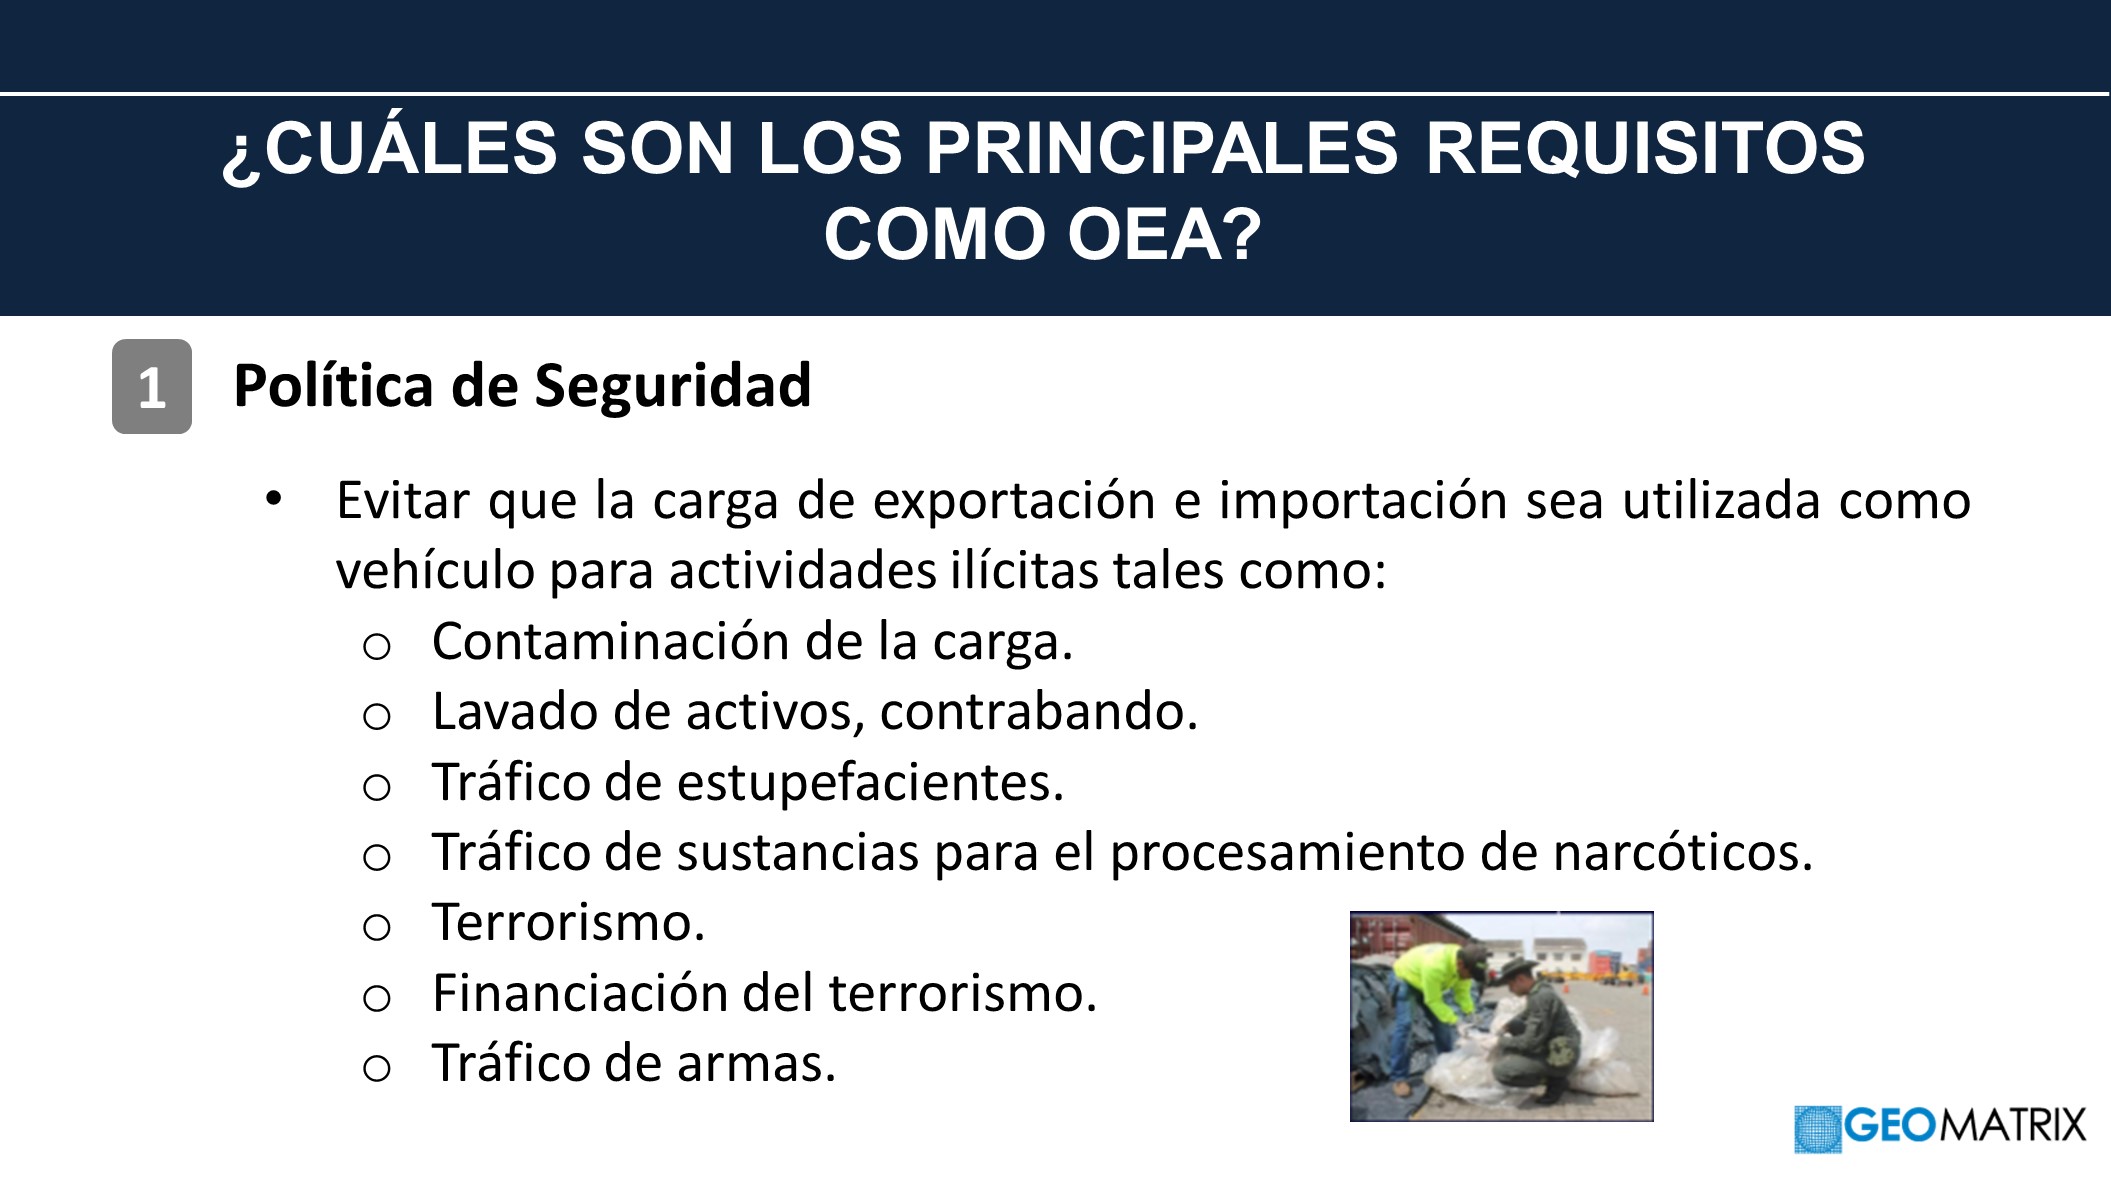 ¿CUÁLES SON LOS PRINCIPALES REQUISITOS
COMO OEA?
1 Política de Seguridad
• Evitar que la carga de exportación e importación sea utilizada como
vehículo para actividades ilícitas tales como:
o Contaminación de la carga.
o Lavado de activos, contrabando.
o Tráfico de estupefacientes.
o Tráfico de sustancias para el procesamiento de narcóticos.
o Terrorismo.
o Financiación del terrorismo.
o Tráfico de armas.
GEOMATRIX